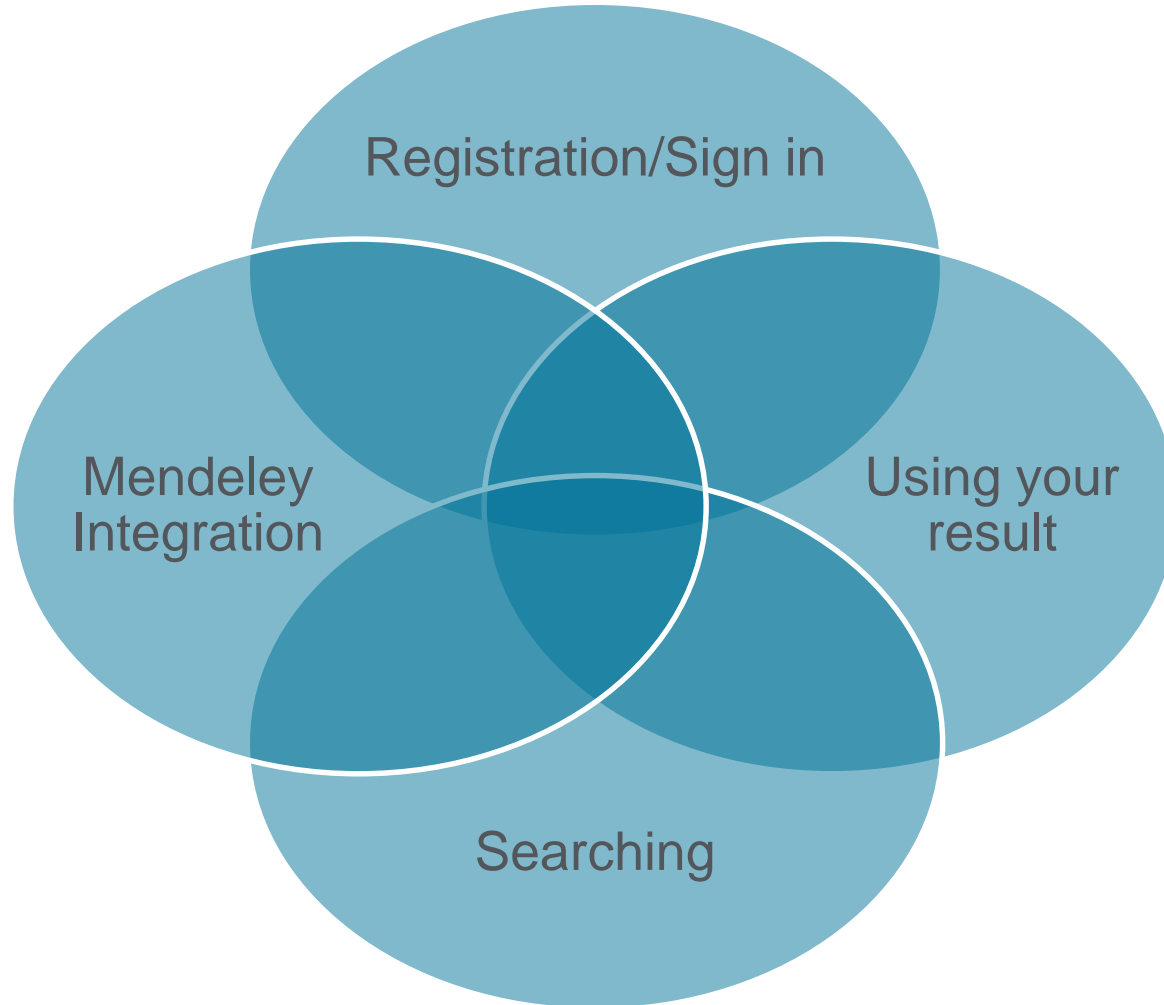 Registration/Sign in
Mendeley
Integration
Using your
result
Searching